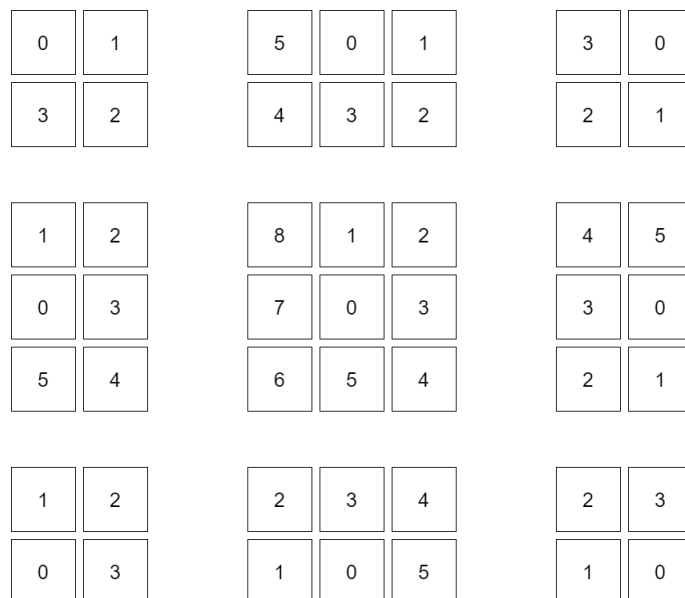 0 1 5 0 1 3 0
3 2 4 3 2 2 1
1 2 8 1 2 4 5
0 3 7 0 3 3 0
5 4 6 5 4 2 1
1 2 2 3 4 2 3
0 3 1 0 5 1 0